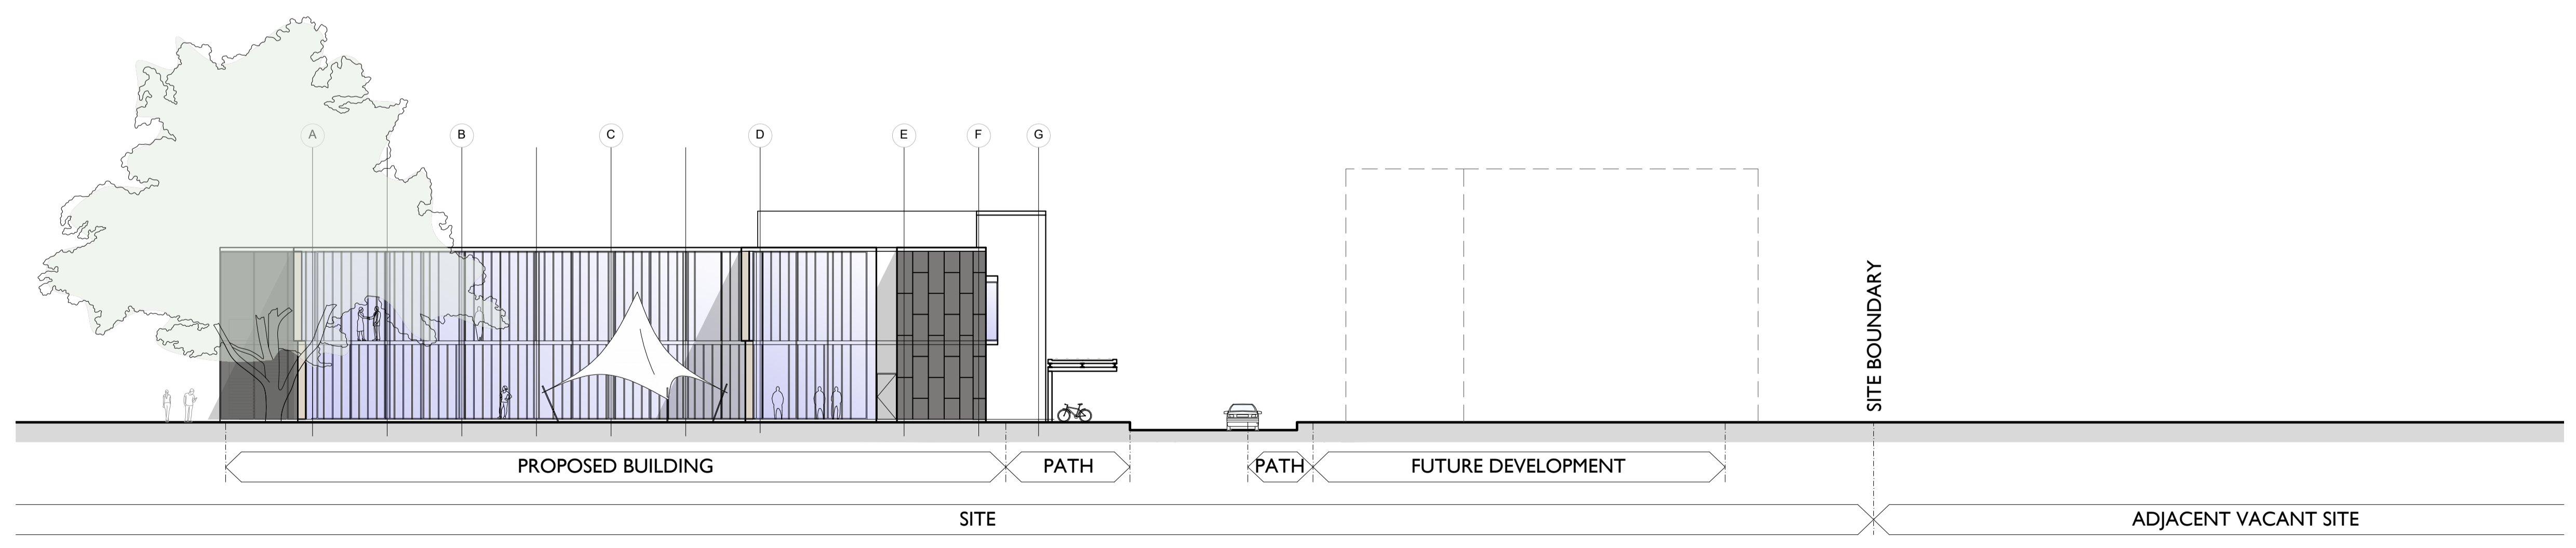 A
B
C
D
E
F
G
SITE BOUNDARY
PROPOSED BUILDING
PATH
PATH
FUTURE DEVELOPMENT
SITE
ADJACENT VACANT SITE